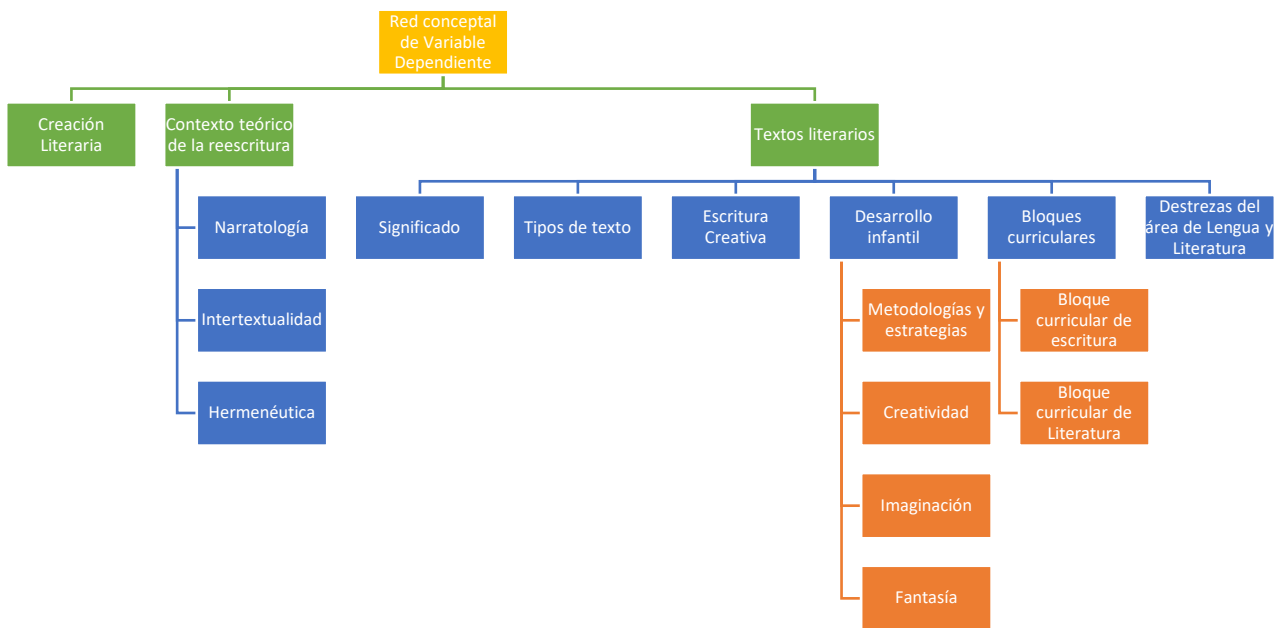 Red conceptal
de Variable
Dependiente
Creación
Literaria
Contexto teórico
de la reescritura
Textos literarios
Narratología
Intertextualidad
Hermenéutica
Significado
Tipos de texto
Escritura
Creativa
Desarrollo
infantil
Metodologías y
estrategias
Creatividad
Imaginación
Fantasía
Bloques
curriculares
Bloque
curricular de
escritura
Bloque
curricular de
Literatura
Destrezas del
área de Lengua y
Literatura